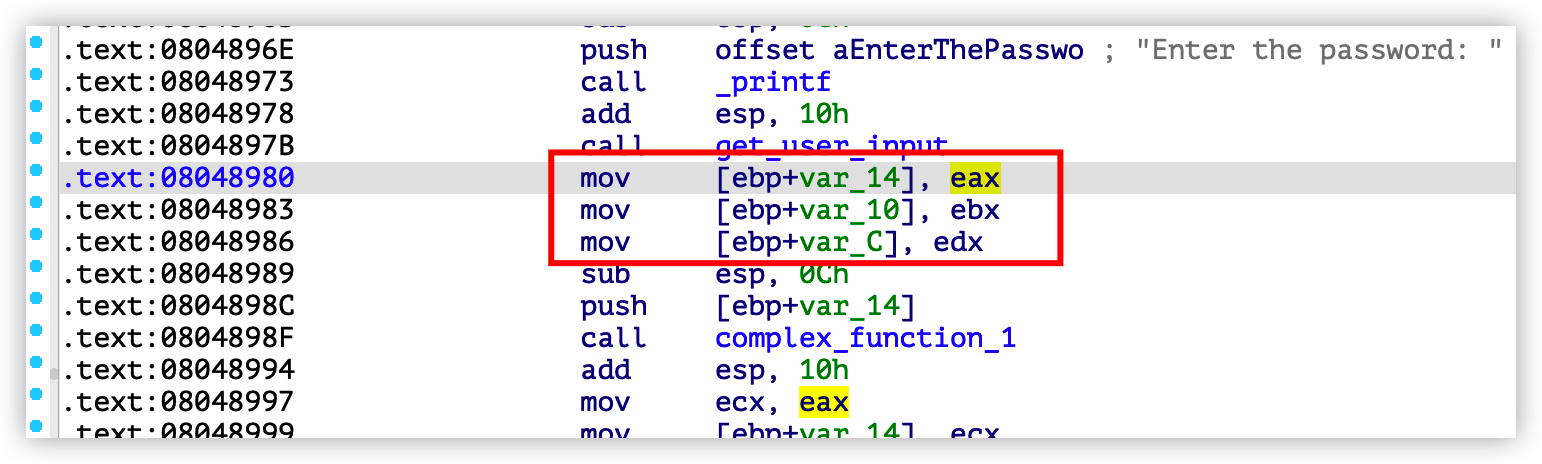 .text:0804896E push offset aEnterThePasswo ; "Enter the password: "
.text:08048973 call _printf
.text:08048978 add esp, 10h
.text:0804897B call get_user_input
.text:08048980 mov [ebp+var_14], eax
.text:08048983 mov [ebp+var_10], ebx
.text:08048986 mov [ebp+var_C], edx
.text:08048989 sub esp, 0Ch
.text:0804898C push [ebp+var_14]
.text:0804898F call complex_function_1
.text:08048994 add esp, 10h
.text:08048997 mov ecx, eax
.text:08048999 mov [ebp+var_14], ecx